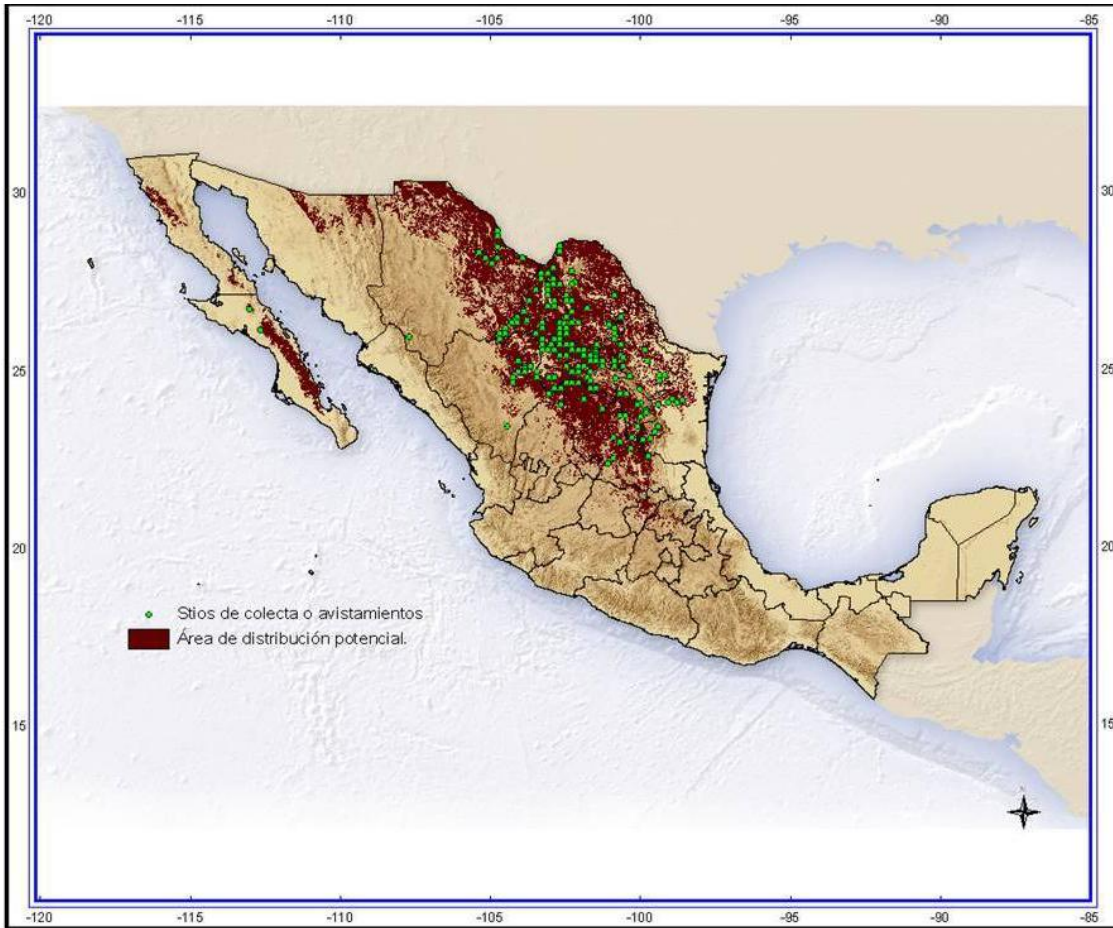 -120 -115 -110 -105 -100 -95 -90 -85
30 30
25 25
20 20
Stios de colecta o avistamientos
Área de distribución potencial.
15 15
-120 -115 -110 -105 -100 -95 -90 -85